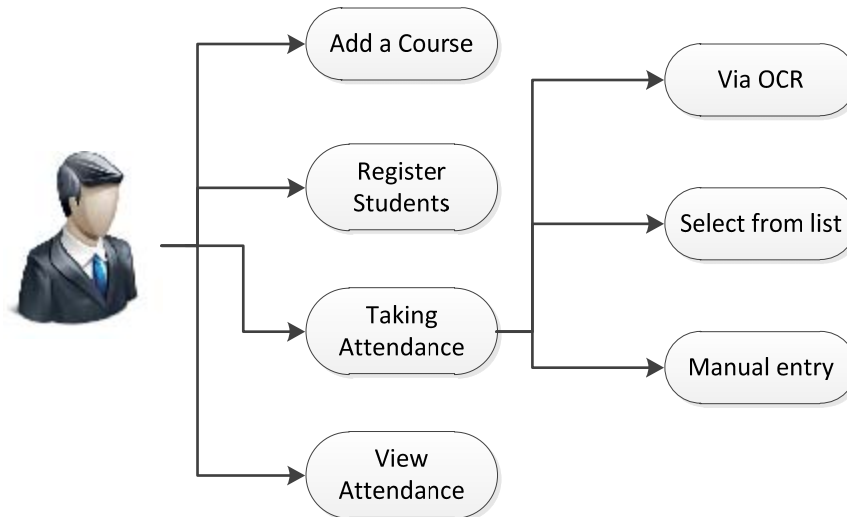 Add a Course
Via OCR
Register
Students
Select from list
Taking
Attendance
Manual entry
View
Attendance